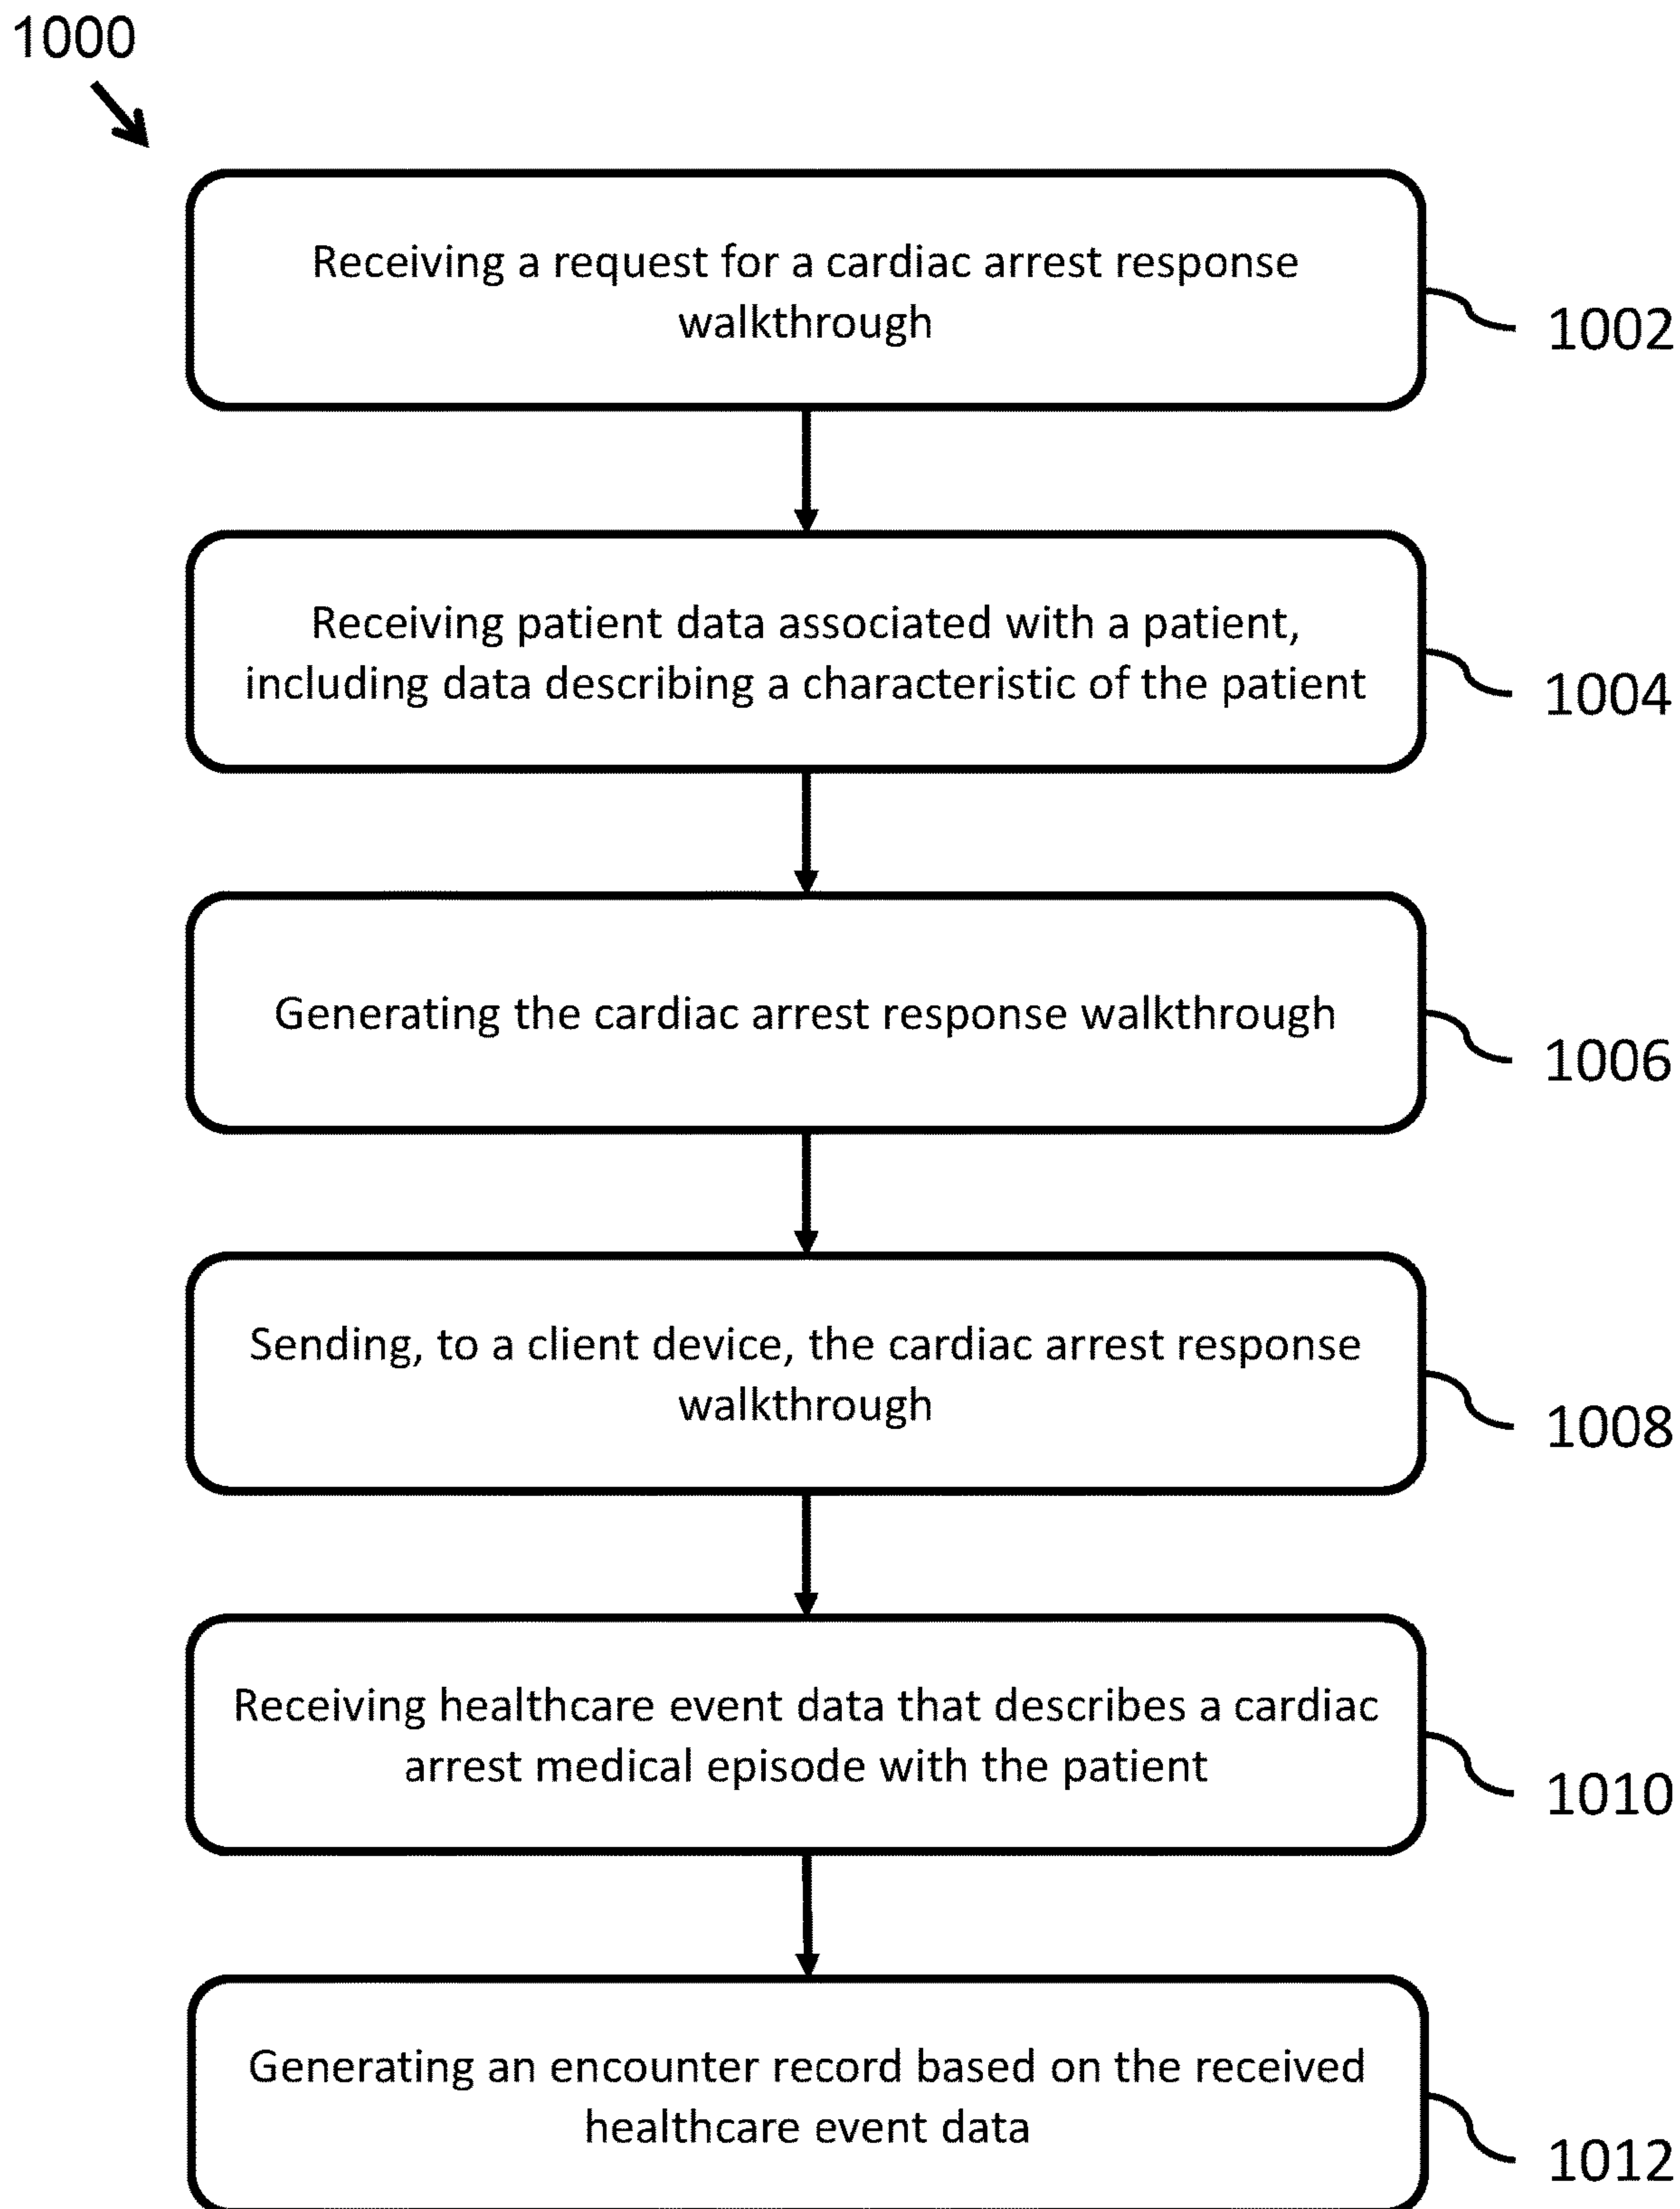 1000
Receiving a request for a cardiac arrest response
walkthrough
1002
Receiving patient data associated with a patient,
including data describing a characteristic of the patient
1004
Generating the cardiac arrest response walkthrough
1006
Sending, to a client device, the cardiac arrest response
walkthrough
1008
Receiving healthcare event data that describes a cardiac
arrest medical episode with the patient
1010
Generating an encounter record based on the received
healthcare event data
1012